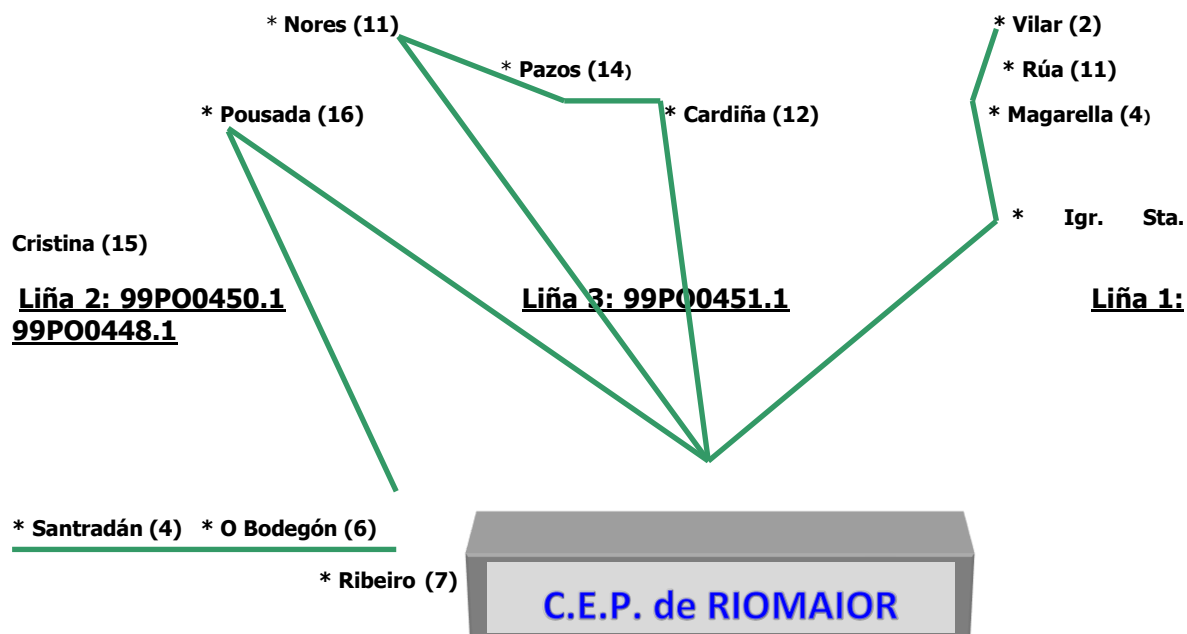 * Nores (11) * Vilar (2)
* Pazos (14) * Rúa (11)
* Pousada (16) * Cardiña (12) * Magarella (4)
* Igr. Sta.
Cristina (15)
Liña 2: 99PO0450.1 Liña 3: 99PO0451.1 Liña 1:
99PO0448.1
* Santradán (4) * O Bodegón (6)
* Ribeiro (7)
C.E.P. de RIOMAIOR